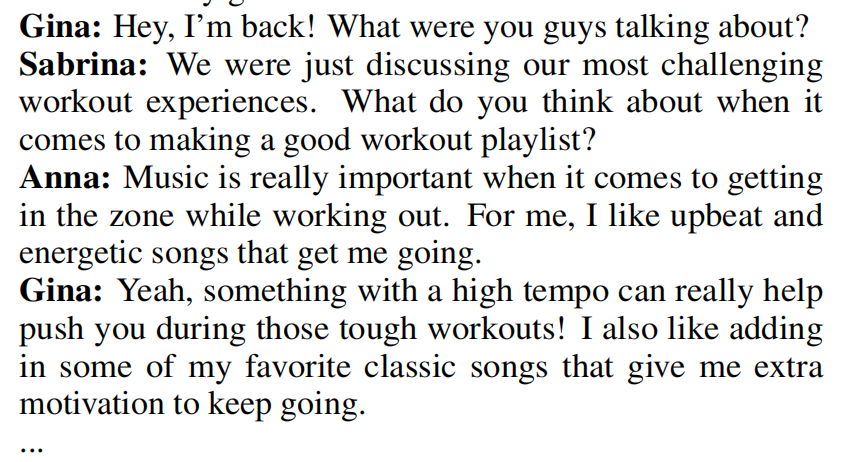 Gina: Hey, I’m back! What were you guys talking about?
Sabrina: We were just discussing our most challenging
workout experiences. What do you think about when it
comes to making a good workout playlist?
Anna: Music is really important when it comes to getting
in the zone while working out. For me, I like upbeat and
energetic songs that get me going.
Gina: Yeah, something with a high tempo can really help
push you during those tough workouts! I also like adding
in some of my favorite classic songs that give me extra
motivation to keep going.
...